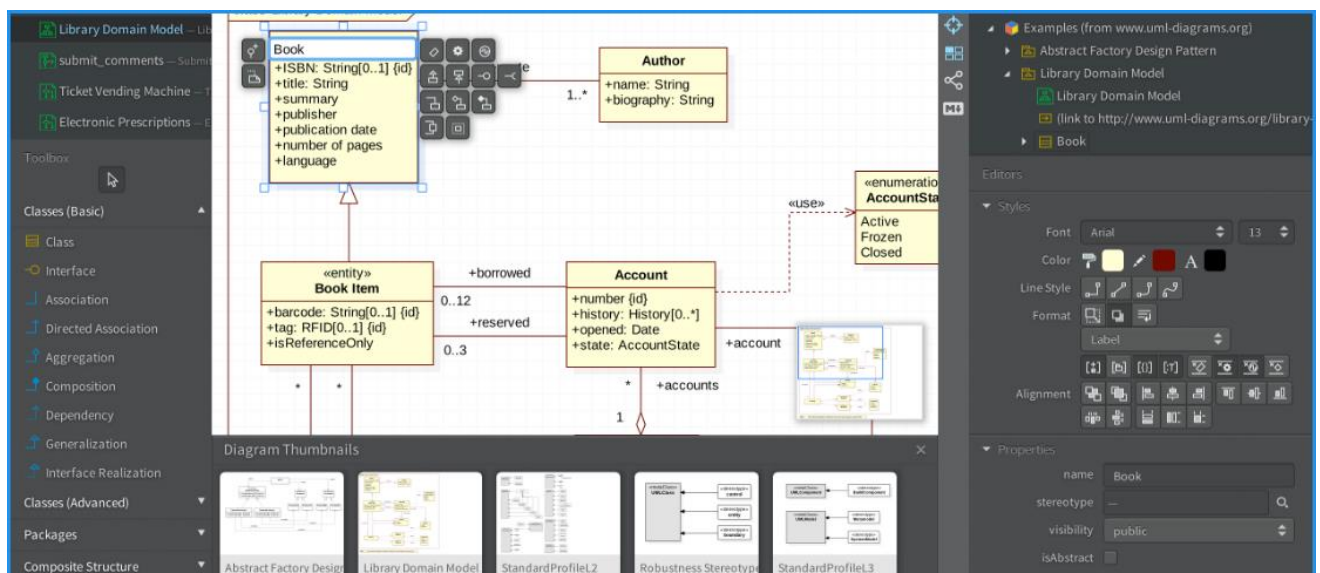 Library Domain Model — Lib
submit_comments — Submit
Ticket Vending Machine — T
Electronic Prescriptions — E
Toolbox
Classes (Basic)
Class
Interface
Association
Directed Association
Aggregation
Composition
Dependency
Generalization
Interface Realization
Classes (Advanced)
Packages
Composite Structure
Book
+ISBN: String[0..1] {id}
+title: String
+summary
+publisher
+publication date
+number of pages
+language
1..*
Author
+name: String
+biography: String
«use»
«enumeratio
AccountSta
Active
Frozen
Closed
«entity»
Book Item
+barcode: String[0..1] {id}
+tag: RFID[0..1] {id}
+isReferenceOnly
+borrowed
0..12
+reserved
0..3
Account
+number {id}
+history: History[0..*]
+opened: Date
+state: AccountState
+account
*
*
*
+accounts
1
Diagram Thumbnails
Abstract Factory Design
Library Domain Model
StandardProfileL2
Robustness Stereotype
StandardProfileL3
Examples (from www.uml-diagrams.org)
Abstract Factory Design Pattern
Library Domain Model
Library Domain Model
(link to http://www.uml-diagrams.org/library-
Book
Editors
Styles
Font Arial 13
Color A
Line Style
Format
Label
Alignment
Properties
name Book
stereotype —
visibility public
isAbstract